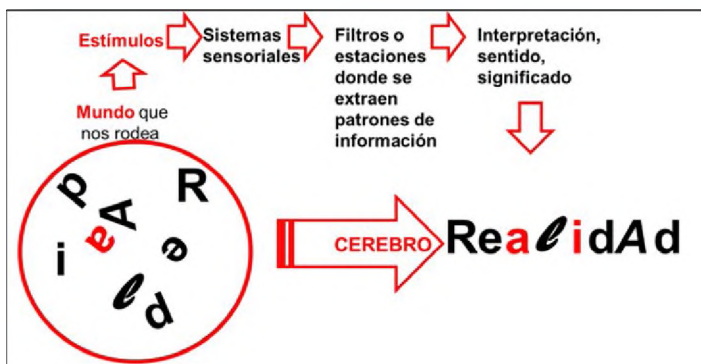 Estímulos
Sistemas
sensoriales
Filtros o
estaciones
donde se
extraen
patrones de
información
Interpretación,
sentido,
significado
Mundo que
nos rodea
d
R
A
a
i
e
l
d
CEREBRO
RealidAd